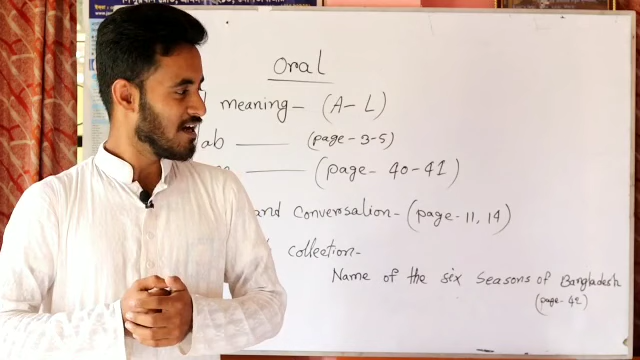 Oral
meaning- (A-L)
ab —— (page-3-5)
—— (page- 40-41)
and conversation- (page-11, 14)
collection-
Name of the six seasons of Bangladesh
(page-42)